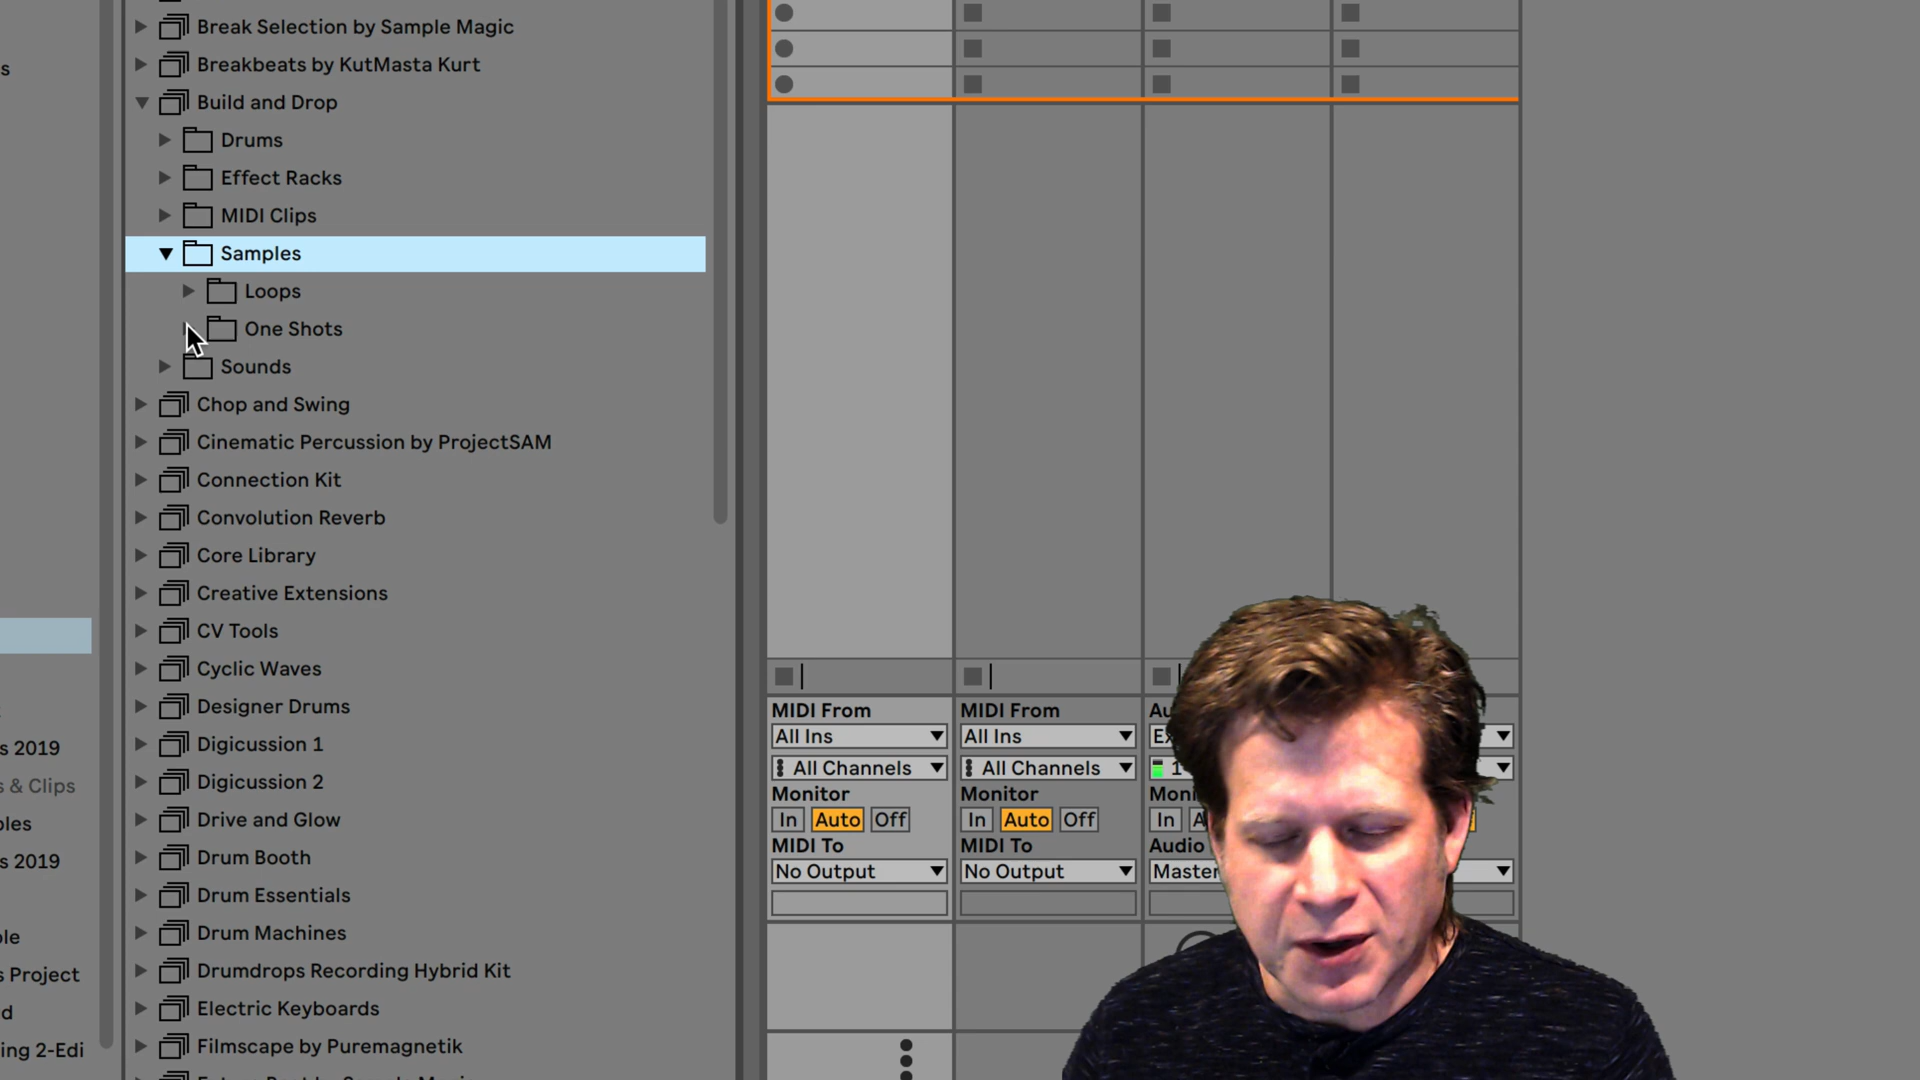 s
Break Selection by Sample Magic
Breakbeats by KutMasta Kurt
Build and Drop
Drums
Effect Racks
MIDI Clips
Samples
Loops
One Shots
Sounds
Chop and Swing
Cinematic Percussion by ProjectSAM
Connection Kit
Convolution Reverb
Core Library
Creative Extensions
CV Tools
Cyclic Waves
Designer Drums
Digicussion 1
Digicussion 2
Drive and Glow
Drum Booth
Drum Essentials
Drum Machines
Drumdrops Recording Hybrid Kit
Electric Keyboards
Filmscape by Puremagnetik
s 2019
s & Clips
les
s 2019
le
s Project
d
ing 2-Edi
MIDI From
All Ins
All Channels
Monitor
In Auto Off
MIDI To
No Output
MIDI From
All Ins
All Channels
Monitor
In Auto Off
MIDI To
No Output
Au
Ex
1
Moni
In A
Audio
Master